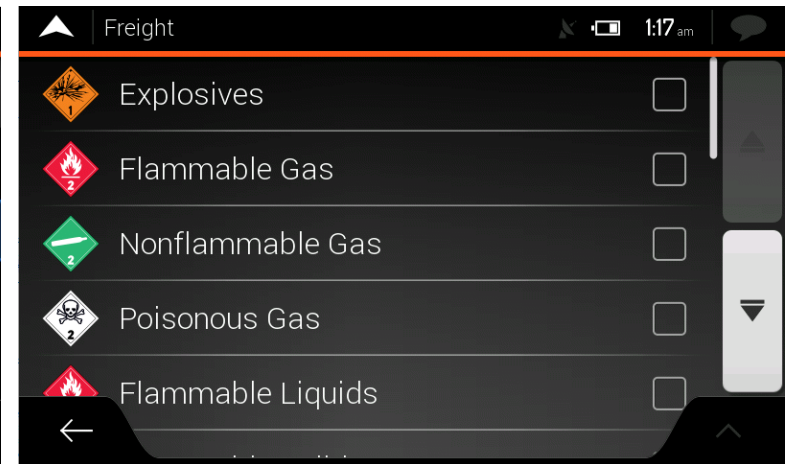 Freight
1:17 am
Explosives
1
Flammable Gas
2
Nonflammable Gas
2
Poisonous Gas
2
Flammable Liquids